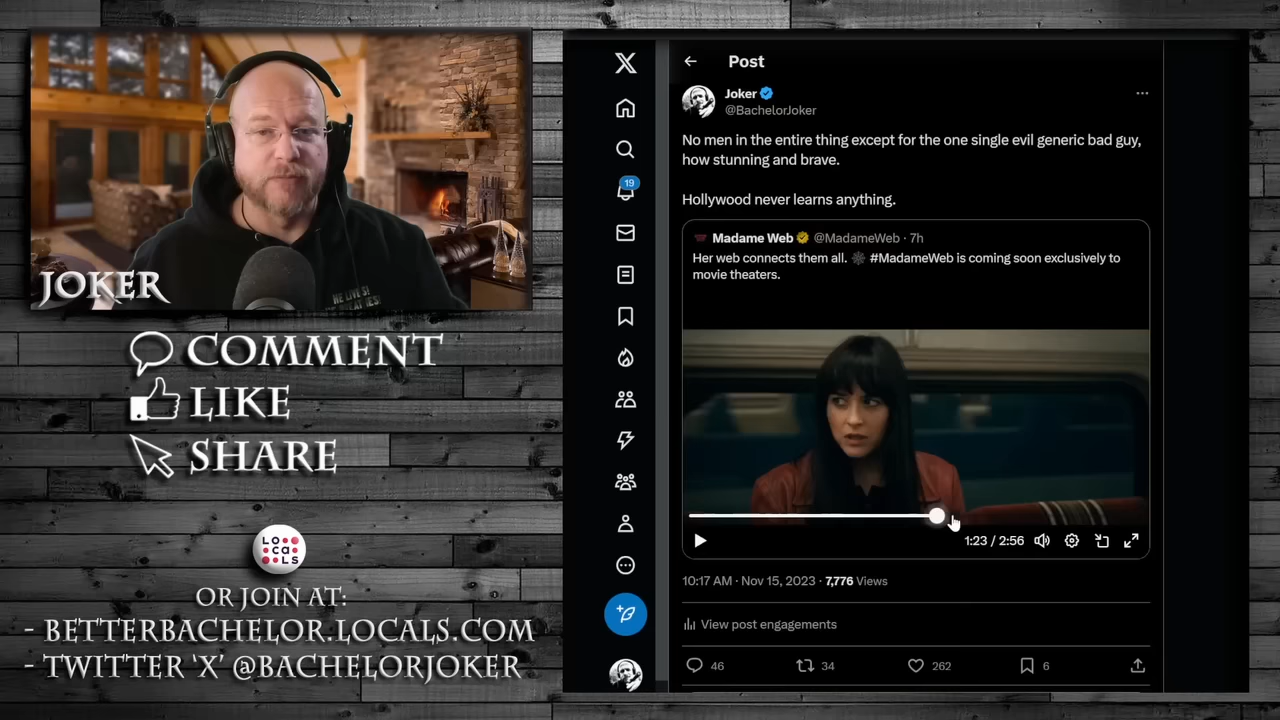 JOKER
COMMENT
LIKE
SHARE
LOCALS
OR JOIN AT:
- BETTERBACHELOR.LOCALS.COM
- TWITTER 'X' @BACHELORJOKER
19
Post
Joker
@BachelorJoker
No men in the entire thing except for the one single evil generic bad guy,
how stunning and brave.
Hollywood never learns anything.
Madame Web @MadameWeb · 7h
Her web connects them all. 🕸 #MadameWeb is coming soon exclusively to
movie theaters.
1:23 / 2:56
10:17 AM · Nov 15, 2023 · 7,776 Views
View post engagements
46 34 262 6